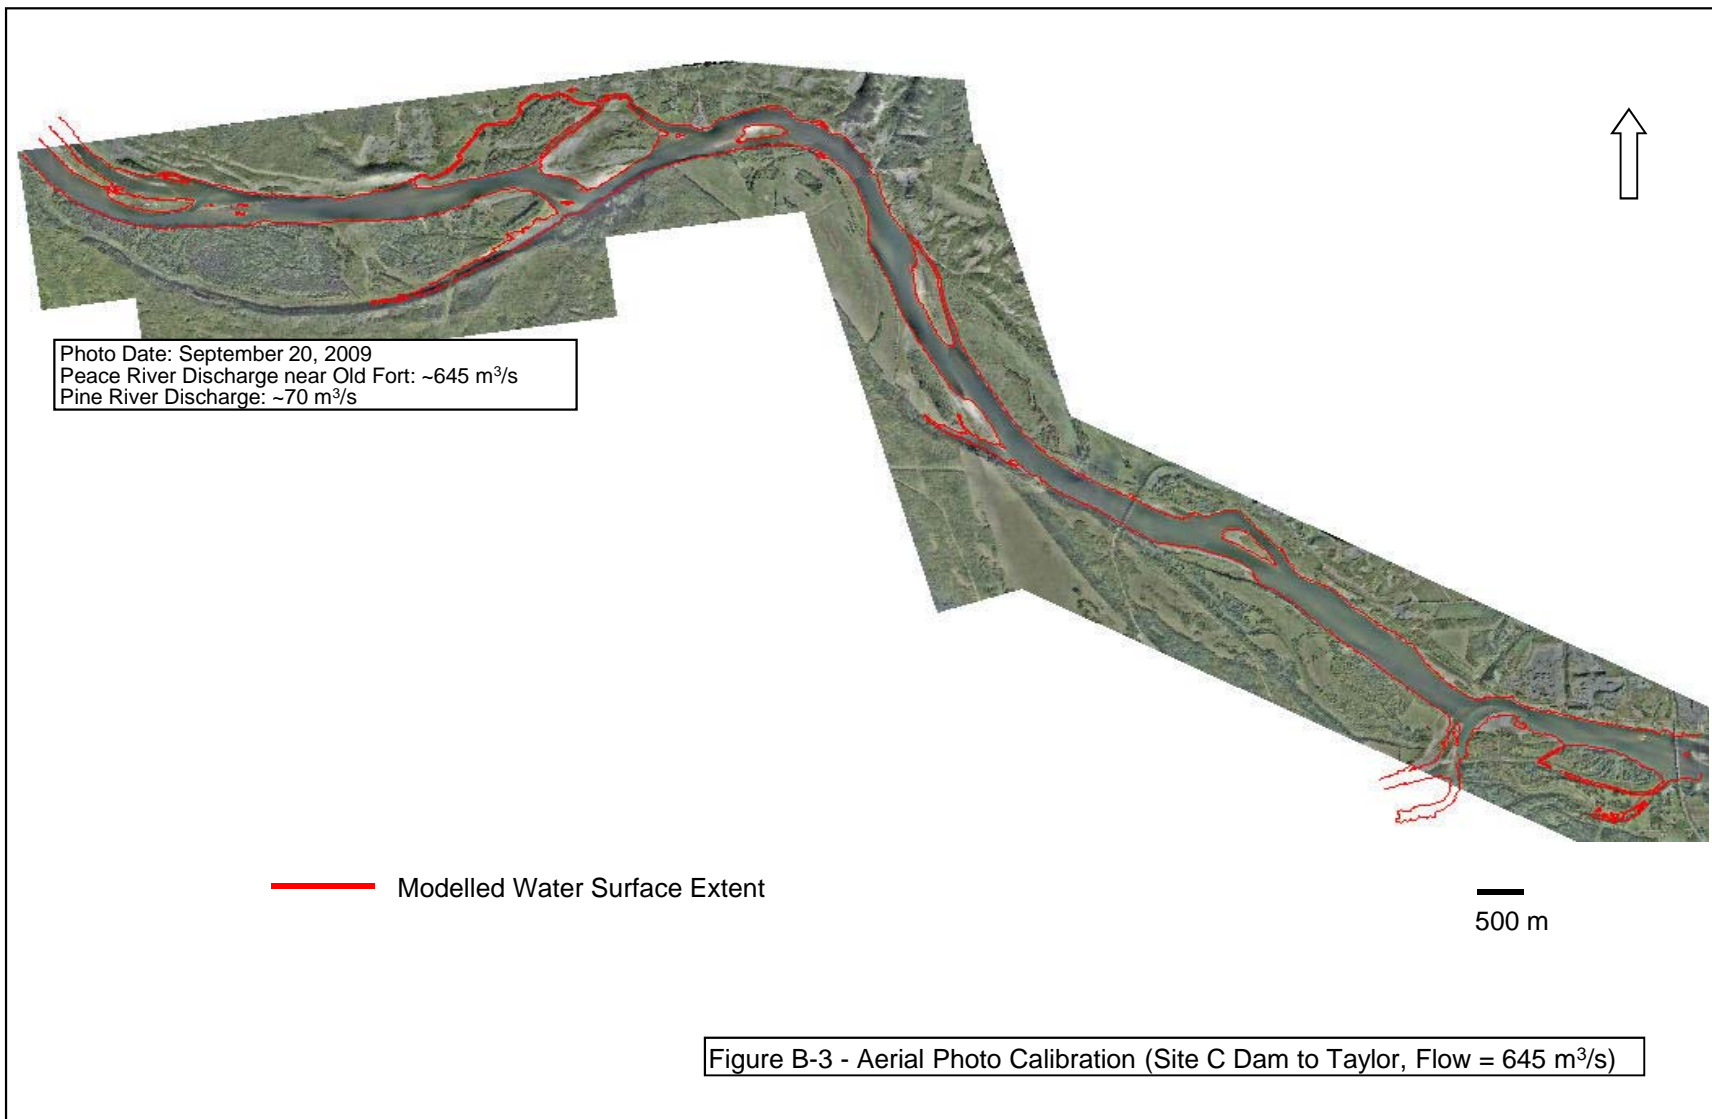 Photo Date: September 20, 2009
Peace River Discharge near Old Fort: ~645 m³/s
Pine River Discharge: ~70 m³/s
Modelled Water Surface Extent
500 m
Figure B-3 - Aerial Photo Calibration (Site C Dam to Taylor, Flow = 645 m³/s)